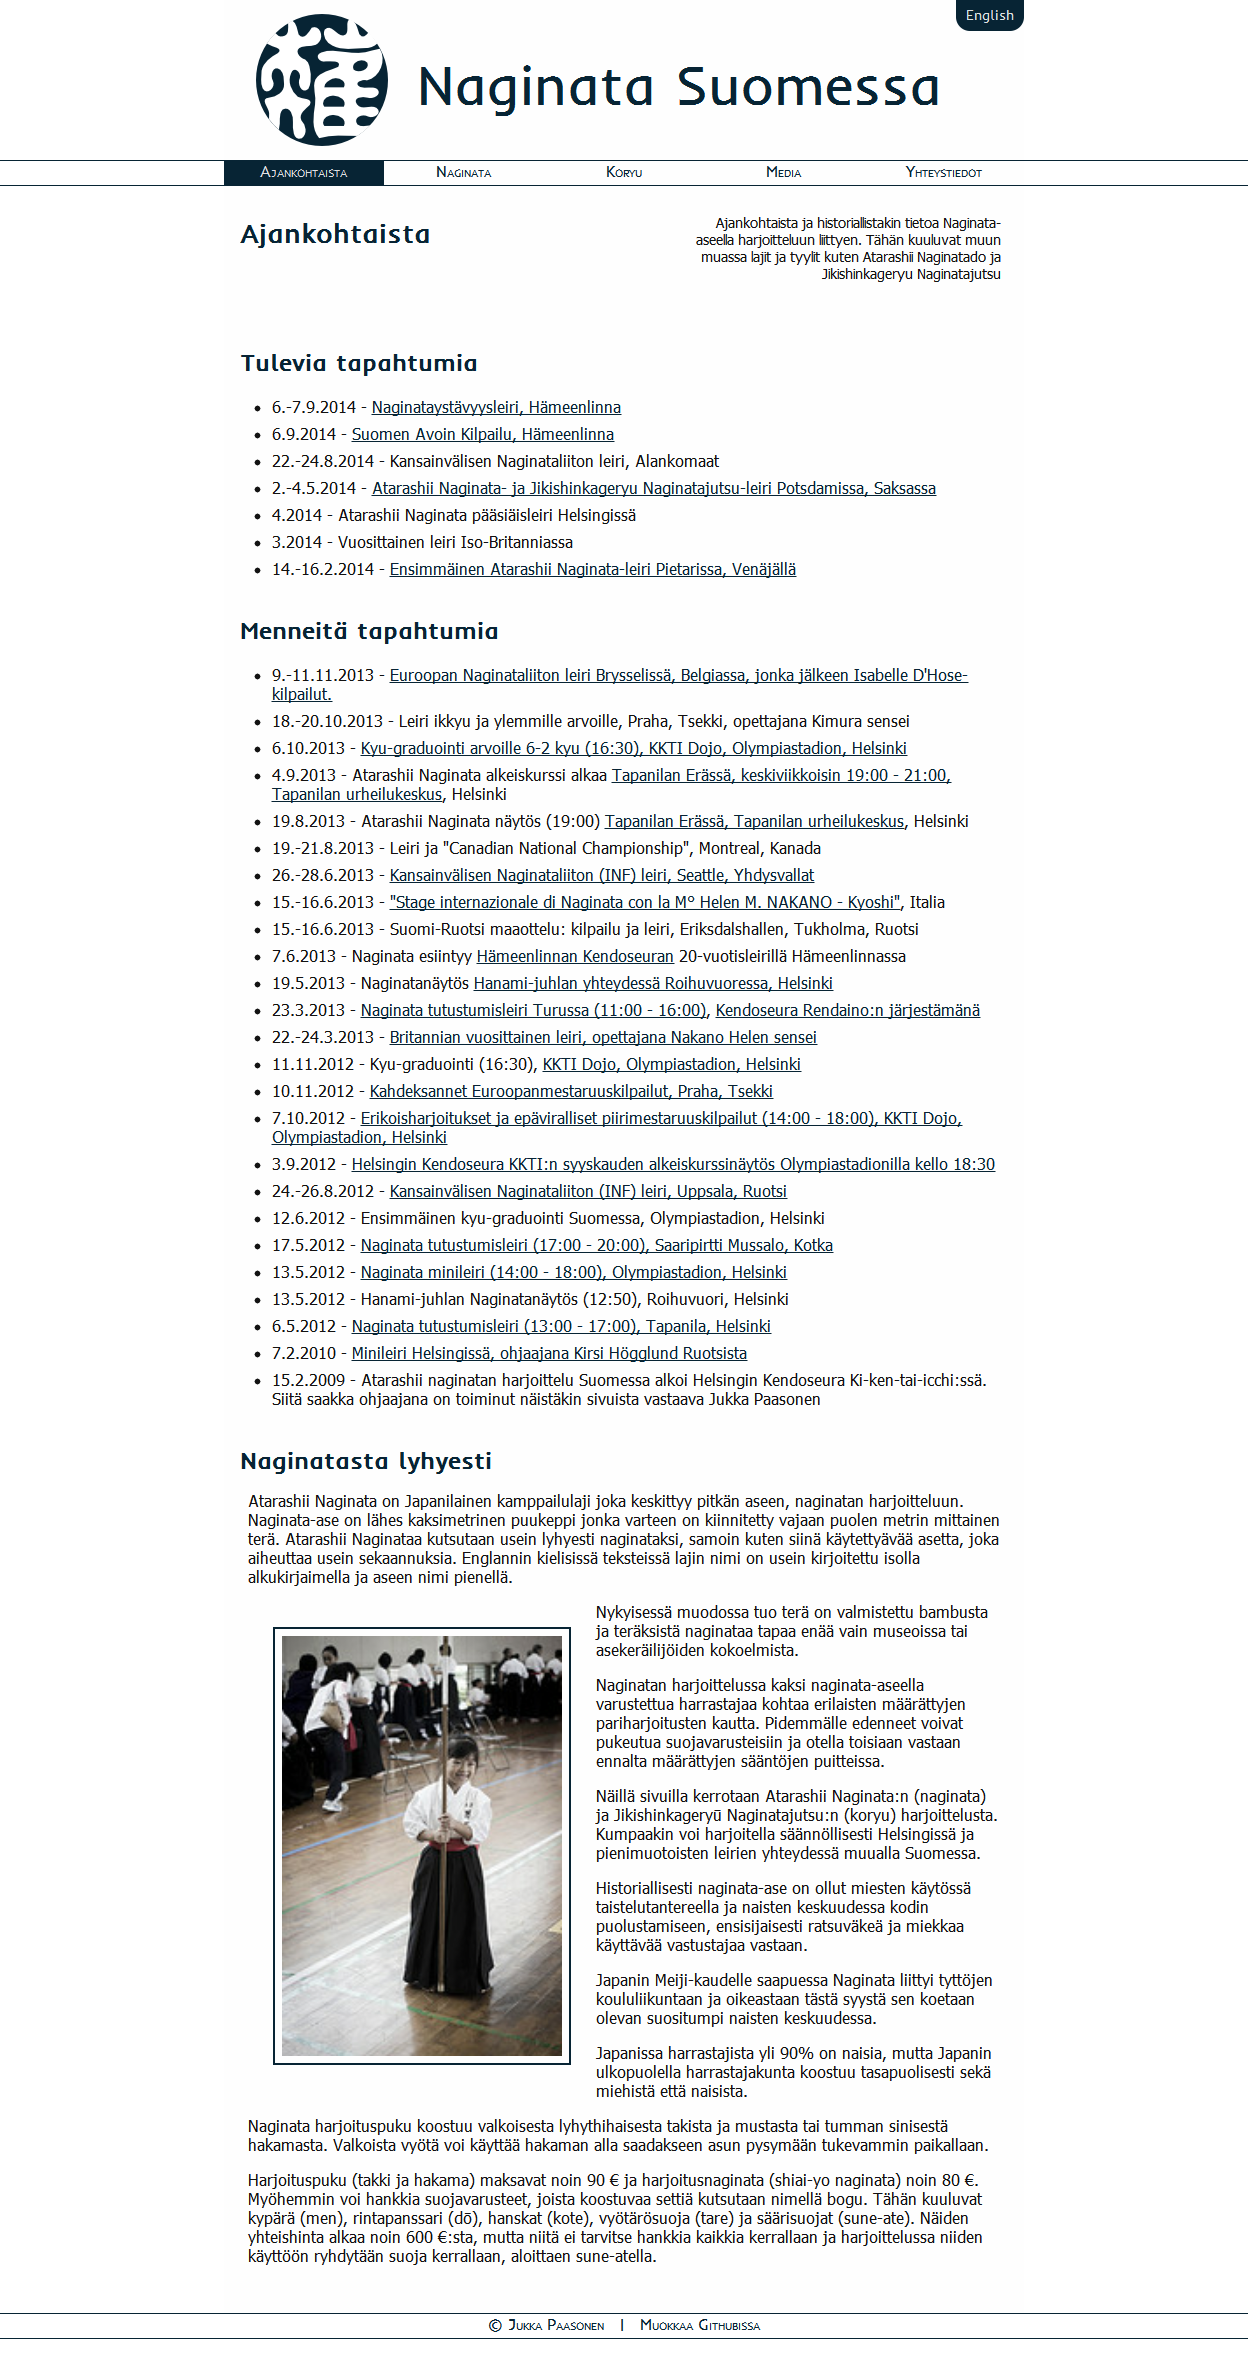 English
Naginata Suomessa
Ajankohtaista
Naginata
Koryu
Media
Yhteystiedot
Ajankohtaista
Ajankohtaista ja historiallistakin tietoa Naginata-
aseella harjoitteluun liittyen. Tähän kuuluvat muun
muassa lajit ja tyylit kuten Atarashii Naginatado ja
Jikishinkageryu Naginatajutsu
Tulevia tapahtumia
6.-7.9.2014 - Naginataystävyysleiri, Hämeenlinna
6.9.2014 - Suomen Avoin Kilpailu, Hämeenlinna
22.-24.8.2014 - Kansainvälisen Naginataliiton leiri, Alankomaat
2.-4.5.2014 - Atarashii Naginata- ja Jikishinkageryu Naginatajutsu-leiri Potsdamissa, Saksassa
4.2014 - Atarashii Naginata pääsiäisleiri Helsingissä
3.2014 - Vuosittainen leiri Iso-Britanniassa
14.-16.2.2014 - Ensimmäinen Atarashii Naginata-leiri Pietarissa, Venäjällä
Menneitä tapahtumia
9.-11.11.2013 - Euroopan Naginataliiton leiri Brysselissä, Belgiassa, jonka jälkeen Isabelle D'Hose-
kilpailut.
18.-20.10.2013 - Leiri ikkyu ja ylemmille arvoille, Praha, Tsekki, opettajana Kimura sensei
6.10.2013 - Kyu-graduointi arvoille 6-2 kyu (16:30), KKTI Dojo, Olympiastadion, Helsinki
4.9.2013 - Atarashii Naginata alkeiskurssi alkaa Tapanilan Erässä, keskiviikkoisin 19:00 - 21:00,
Tapanilan urheilukeskus, Helsinki
19.8.2013 - Atarashii Naginata näytös (19:00) Tapanilan Erässä, Tapanilan urheilukeskus, Helsinki
19.-21.8.2013 - Leiri ja "Canadian National Championship", Montreal, Kanada
26.-28.6.2013 - Kansainvälisen Naginataliiton (INF) leiri, Seattle, Yhdysvallat
15.-16.6.2013 - "Stage internazionale di Naginata con la M° Helen M. NAKANO - Kyoshi", Italia
15.-16.6.2013 - Suomi-Ruotsi maaottelu: kilpailu ja leiri, Eriksdalshallen, Tukholma, Ruotsi
7.6.2013 - Naginata esiintyy Hämeenlinnan Kendoseuran 20-vuotisleirillä Hämeenlinnassa
19.5.2013 - Naginatanäytös Hanami-juhlan yhteydessä Roihuvuoressa, Helsinki
23.3.2013 - Naginata tutustumisleiri Turussa (11:00 - 16:00), Kendoseura Rendaino:n järjestämänä
22.-24.3.2013 - Britannian vuosittainen leiri, opettajana Nakano Helen sensei
11.11.2012 - Kyu-graduointi (16:30), KKTI Dojo, Olympiastadion, Helsinki
10.11.2012 - Kahdeksannet Euroopanmestaruuskilpailut, Praha, Tsekki
7.10.2012 - Erikoisharjoitukset ja epäviralliset piirimestaruuskilpailut (14:00 - 18:00), KKTI Dojo,
Olympiastadion, Helsinki
3.9.2012 - Helsingin Kendoseura KKTI:n syyskauden alkeiskurssinäytös Olympiastadionilla kello 18:30
24.-26.8.2012 - Kansainvälisen Naginataliiton (INF) leiri, Uppsala, Ruotsi
12.6.2012 - Ensimmäinen kyu-graduointi Suomessa, Olympiastadion, Helsinki
17.5.2012 - Naginata tutustumisleiri (17:00 - 20:00), Saaripirtti Mussalo, Kotka
13.5.2012 - Naginata minileiri (14:00 - 18:00), Olympiastadion, Helsinki
13.5.2012 - Hanami-juhlan Naginatanäytös (12:50), Roihuvuori, Helsinki
6.5.2012 - Naginata tutustumisleiri (13:00 - 17:00), Tapanila, Helsinki
7.2.2010 - Minileiri Helsingissä, ohjaajana Kirsi Högglund Ruotsista
15.2.2009 - Atarashii naginatan harjoittelu Suomessa alkoi Helsingin Kendoseura Ki-ken-tai-icchi:ssä.
Siitä saakka ohjaajana on toiminut näistäkin sivuista vastaava Jukka Paasonen
Naginatasta lyhyesti
Atarashii Naginata on Japanilainen kamppailulaji joka keskittyy pitkän aseen, naginatan harjoitteluun.
Naginata-ase on lähes kaksimetrinen puukeppi jonka varteen on kiinnitetty vajaan puolen metrin mittainen
terä. Atarashii Naginataa kutsutaan usein lyhyesti naginataksi, samoin kuten siinä käytettyävää asetta, joka
aiheuttaa usein sekaannuksia. Englannin kielisissä teksteissä lajin nimi on usein kirjoitettu isolla
alkukirjaimella ja aseen nimi pienellä.
Nykyisessä muodossa tuo terä on valmistettu bambusta
ja teräksistä naginataa tapaa enää vain museoissa tai
asekeräilijöiden kokoelmista.
Naginatan harjoittelussa kaksi naginata-aseella
varustettua harrastajaa kohtaa erilaisten määrättyjen
pariharjoitusten kautta. Pidemmälle edenneet voivat
pukeutua suojavarusteisiin ja otella toisiaan vastaan
ennalta määrättyjen sääntöjen puitteissa.
Näillä sivuilla kerrotaan Atarashii Naginata:n (naginata)
ja Jikishinkageryū Naginatajutsu:n (koryu) harjoittelusta.
Kumpaakin voi harjoitella säännöllisesti Helsingissä ja
pienimuotoisten leirien yhteydessä muualla Suomessa.
Historiallisesti naginata-ase on ollut miesten käytössä
taistelutantereella ja naisten keskuudessa kodin
puolustamiseen, ensisijaisesti ratsuväkeä ja miekkaa
käyttävää vastustajaa vastaan.
Japanin Meiji-kaudelle saapuessa Naginata liittyi tyttöjen
koululiikuntaan ja oikeastaan tästä syystä sen koetaan
olevan suositumpi naisten keskuudessa.
Japanissa harrastajista yli 90% on naisia, mutta Japanin
ulkopuolella harrastajakunta koostuu tasapuolisesti sekä
miehistä että naisista.
Naginata harjoituspuku koostuu valkoisesta lyhythihaisesta takista ja mustasta tai tumman sinisestä
hakamasta. Valkoista vyötä voi käyttää hakaman alla saadakseen asun pysymään tukevammin paikallaan.
Harjoituspuku (takki ja hakama) maksavat noin 90 € ja harjoitusnaginata (shiai-yo naginata) noin 80 €.
Myöhemmin voi hankkia suojavarusteet, joista koostuvaa settiä kutsutaan nimellä bogu. Tähän kuuluvat
kypärä (men), rintapanssari (dō), hanskat (kote), vyötärösuoja (tare) ja säärisuojat (sune-ate). Näiden
yhteishinta alkaa noin 600 €:sta, mutta niitä ei tarvitse hankkia kaikkia kerrallaan ja harjoittelussa niiden
käyttöön ryhdytään suoja kerrallaan, aloittaen sune-atella.
© Jukka Paasonen | Muokkaa Githubissa